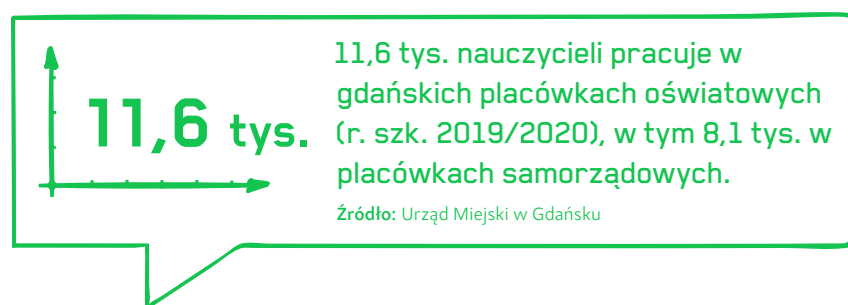 11,6 tys.
11,6 tys. nauczycieli pracuje w
gdańskich placówkach oświatowych
(r. szk. 2019/2020), w tym 8,1 tys. w
placówkach samorządowych.
Źródło: Urząd Miejski w Gdańsku